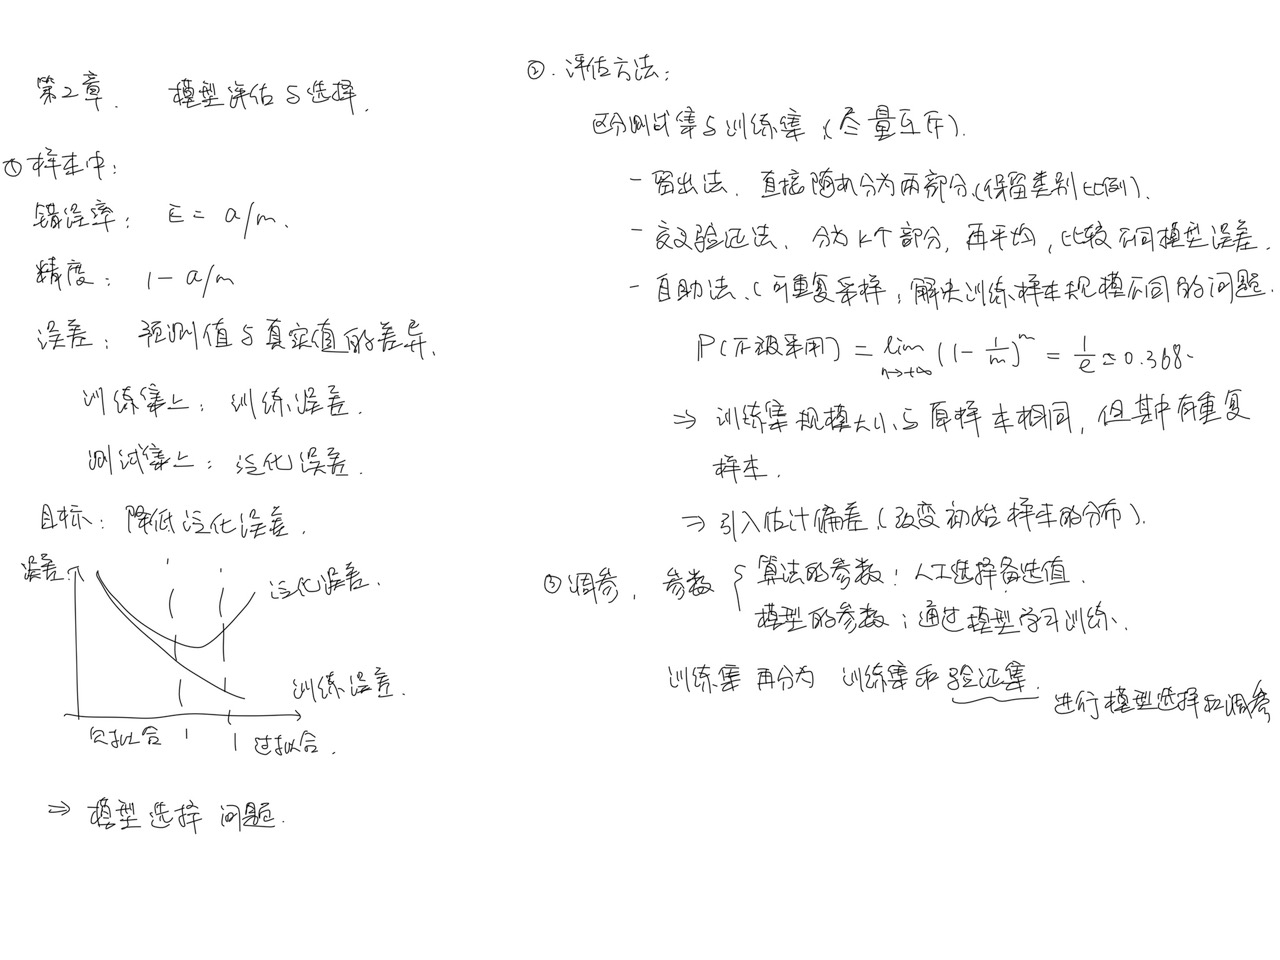 第2章. 模型评估与选择.
① 样本中:
错误率: E = a/m.
精度: 1 - a/m
误差: 预测值与真实值的差异.
训练集上: 训练误差.
测试集上: 泛化误差.
目标: 降低泛化误差.
误差
泛化误差.
训练误差.
欠拟合
过拟合.
⇒ 模型选择问题.
②. 评估方法:
区分测试集与训练集 (尽量互斥).
- 留出法. 直接随机分为两部分.(保留类别比例).
- 交叉验证法. 分为K个部分, 再平均, 比较不同模型误差.
- 自助法.(可重复采样, 解决训练样本规模不同的问题.
P(不被采用) = lim n→+∞ (1 - 1/m)^m = 1/e ≈ 0.368.
⇒ 训练集规模大小与原样本相同, 但其中有重复
样本.
⇒ 引入估计偏差 (改变初始样本的分布).
③ 调参. 参数 { 算法的参数: 人工选择备选值.
模型的参数: 通过模型学习训练.
训练集再分为 训练集和验证集.
进行模型选择和调参